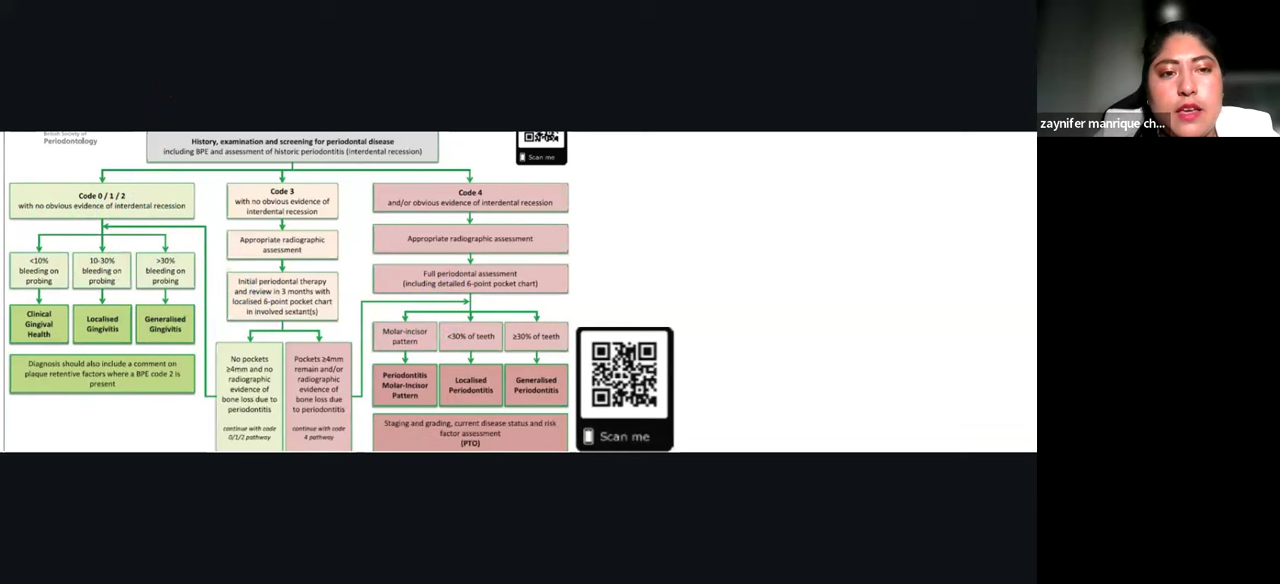 British Society of
Periodontology
History, examination and screening for periodontal disease
including BPE and assessment of historic periodontitis (interdental recession)
Scan me
zaynifer manrique ch...
Code 0 / 1 / 2
with no obvious evidence of interdental recession
Code 3
with no obvious evidence of
interdental recession
Code 4
and/or obvious evidence of interdental recession
Appropriate radiographic
assessment
Appropriate radiographic assessment
<10%
bleeding on
probing
10-30%
bleeding on
probing
>30%
bleeding on
probing
Initial periodontal therapy
and review in 3 months with
localised 6-point pocket chart
in involved sextant(s)
Full periodontal assessment
(including detailed 6-point pocket chart)
Clinical
Gingival
Health
Localised
Gingivitis
Generalised
Gingivitis
Molar-incisor
pattern
<30% of teeth
≥30% of teeth
Diagnosis should also include a comment on
plaque retentive factors where a BPE code 2 is
present
No pockets
≥4mm and no
radiographic
evidence of
bone loss due to
periodontitis
continue with code
0/1/2 pathway
Pockets ≥4mm
remain and/or
radiographic
evidence of
bone loss due
to periodontitis
continue with code
4 pathway
Periodontitis
Molar-Incisor
Pattern
Localised
Periodontitis
Generalised
Periodontitis
Staging and grading, current disease status and risk
factor assessment
(PTO)
Scan me